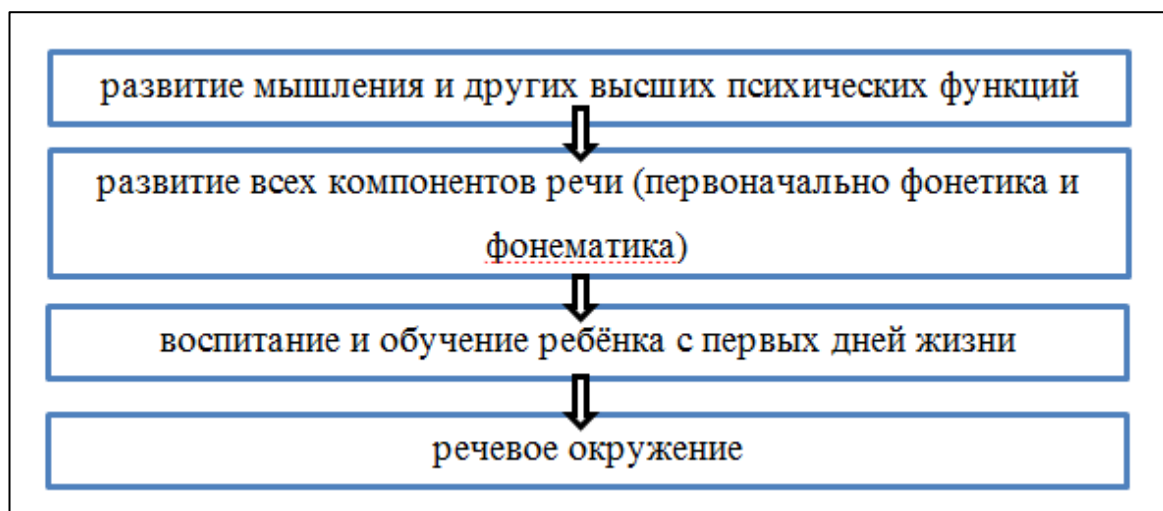 развитие мышления и других высших психических функций
развитие всех компонентов речи (первоначально фонетика и
фонематика)
воспитание и обучение ребёнка с первых дней жизни
речевое окружение